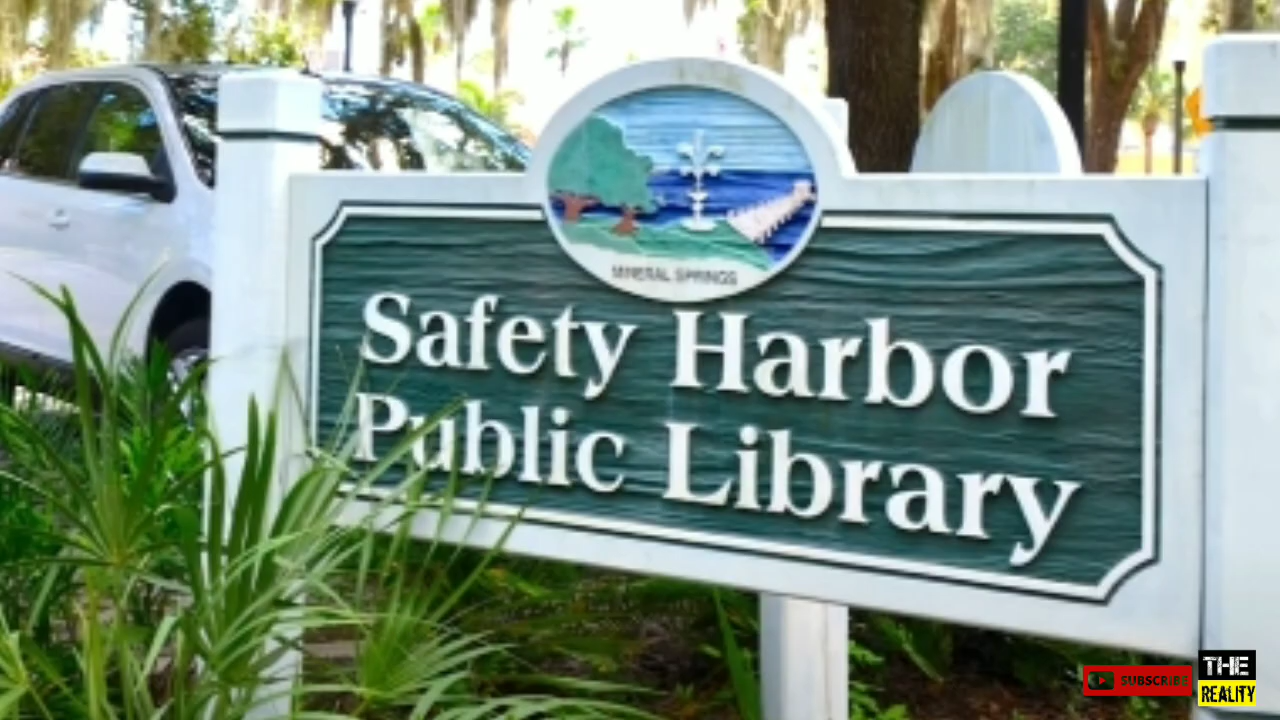 MINERAL SPRINGS
Safety Harbor
Public Library
SUBSCRIBE
THE
REALITY